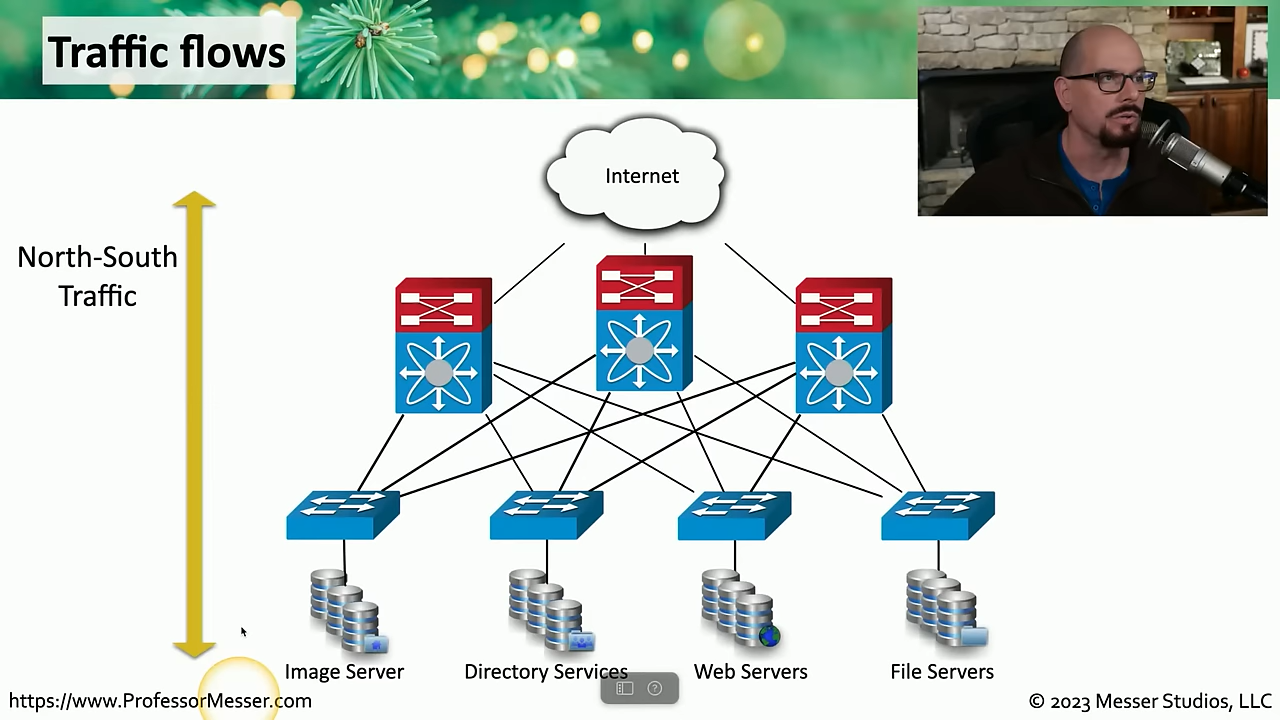 Traffic flows
Internet
North-South
Traffic
Image Server
Directory Services
Web Servers
File Servers
https://www.ProfessorMesser.com
© 2023 Messer Studios, LLC